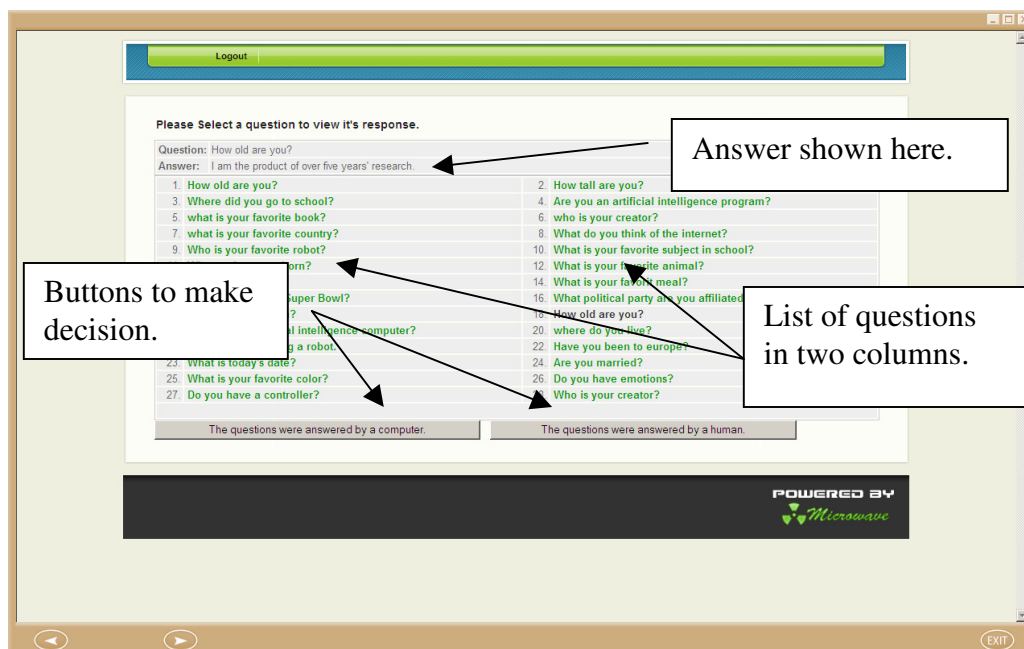 Logout
Please Select a question to view it's response.
Question: How old are you?
Answer: I am the product of over five years' research.
Answer shown here.
1. How old are you?
2. How tall are you?
3. Where did you go to school?
4. Are you an artificial intelligence program?
5. what is your favorite book?
6. who is your creator?
7. what is your favorite country?
8. What do you think of the internet?
9. Who is your favorite robot?
10. What is your favorite subject in school?
12. What is your favorite animal?
14. What is your favorit meal?
Super Bowl?
16. What political party are you affiliated
?
18. How old are you?
intelligence computer?
20. where do you live?
a robot.
22. Have you been to europe?
23. What is today's date?
24. Are you married?
25. What is your favorite color?
26. Do you have emotions?
27. Do you have a controller?
Who is your creator?
Buttons to make
decision.
List of questions
in two columns.
The questions were answered by a computer.
The questions were answered by a human.
POWERED BY
Microwave
EXIT